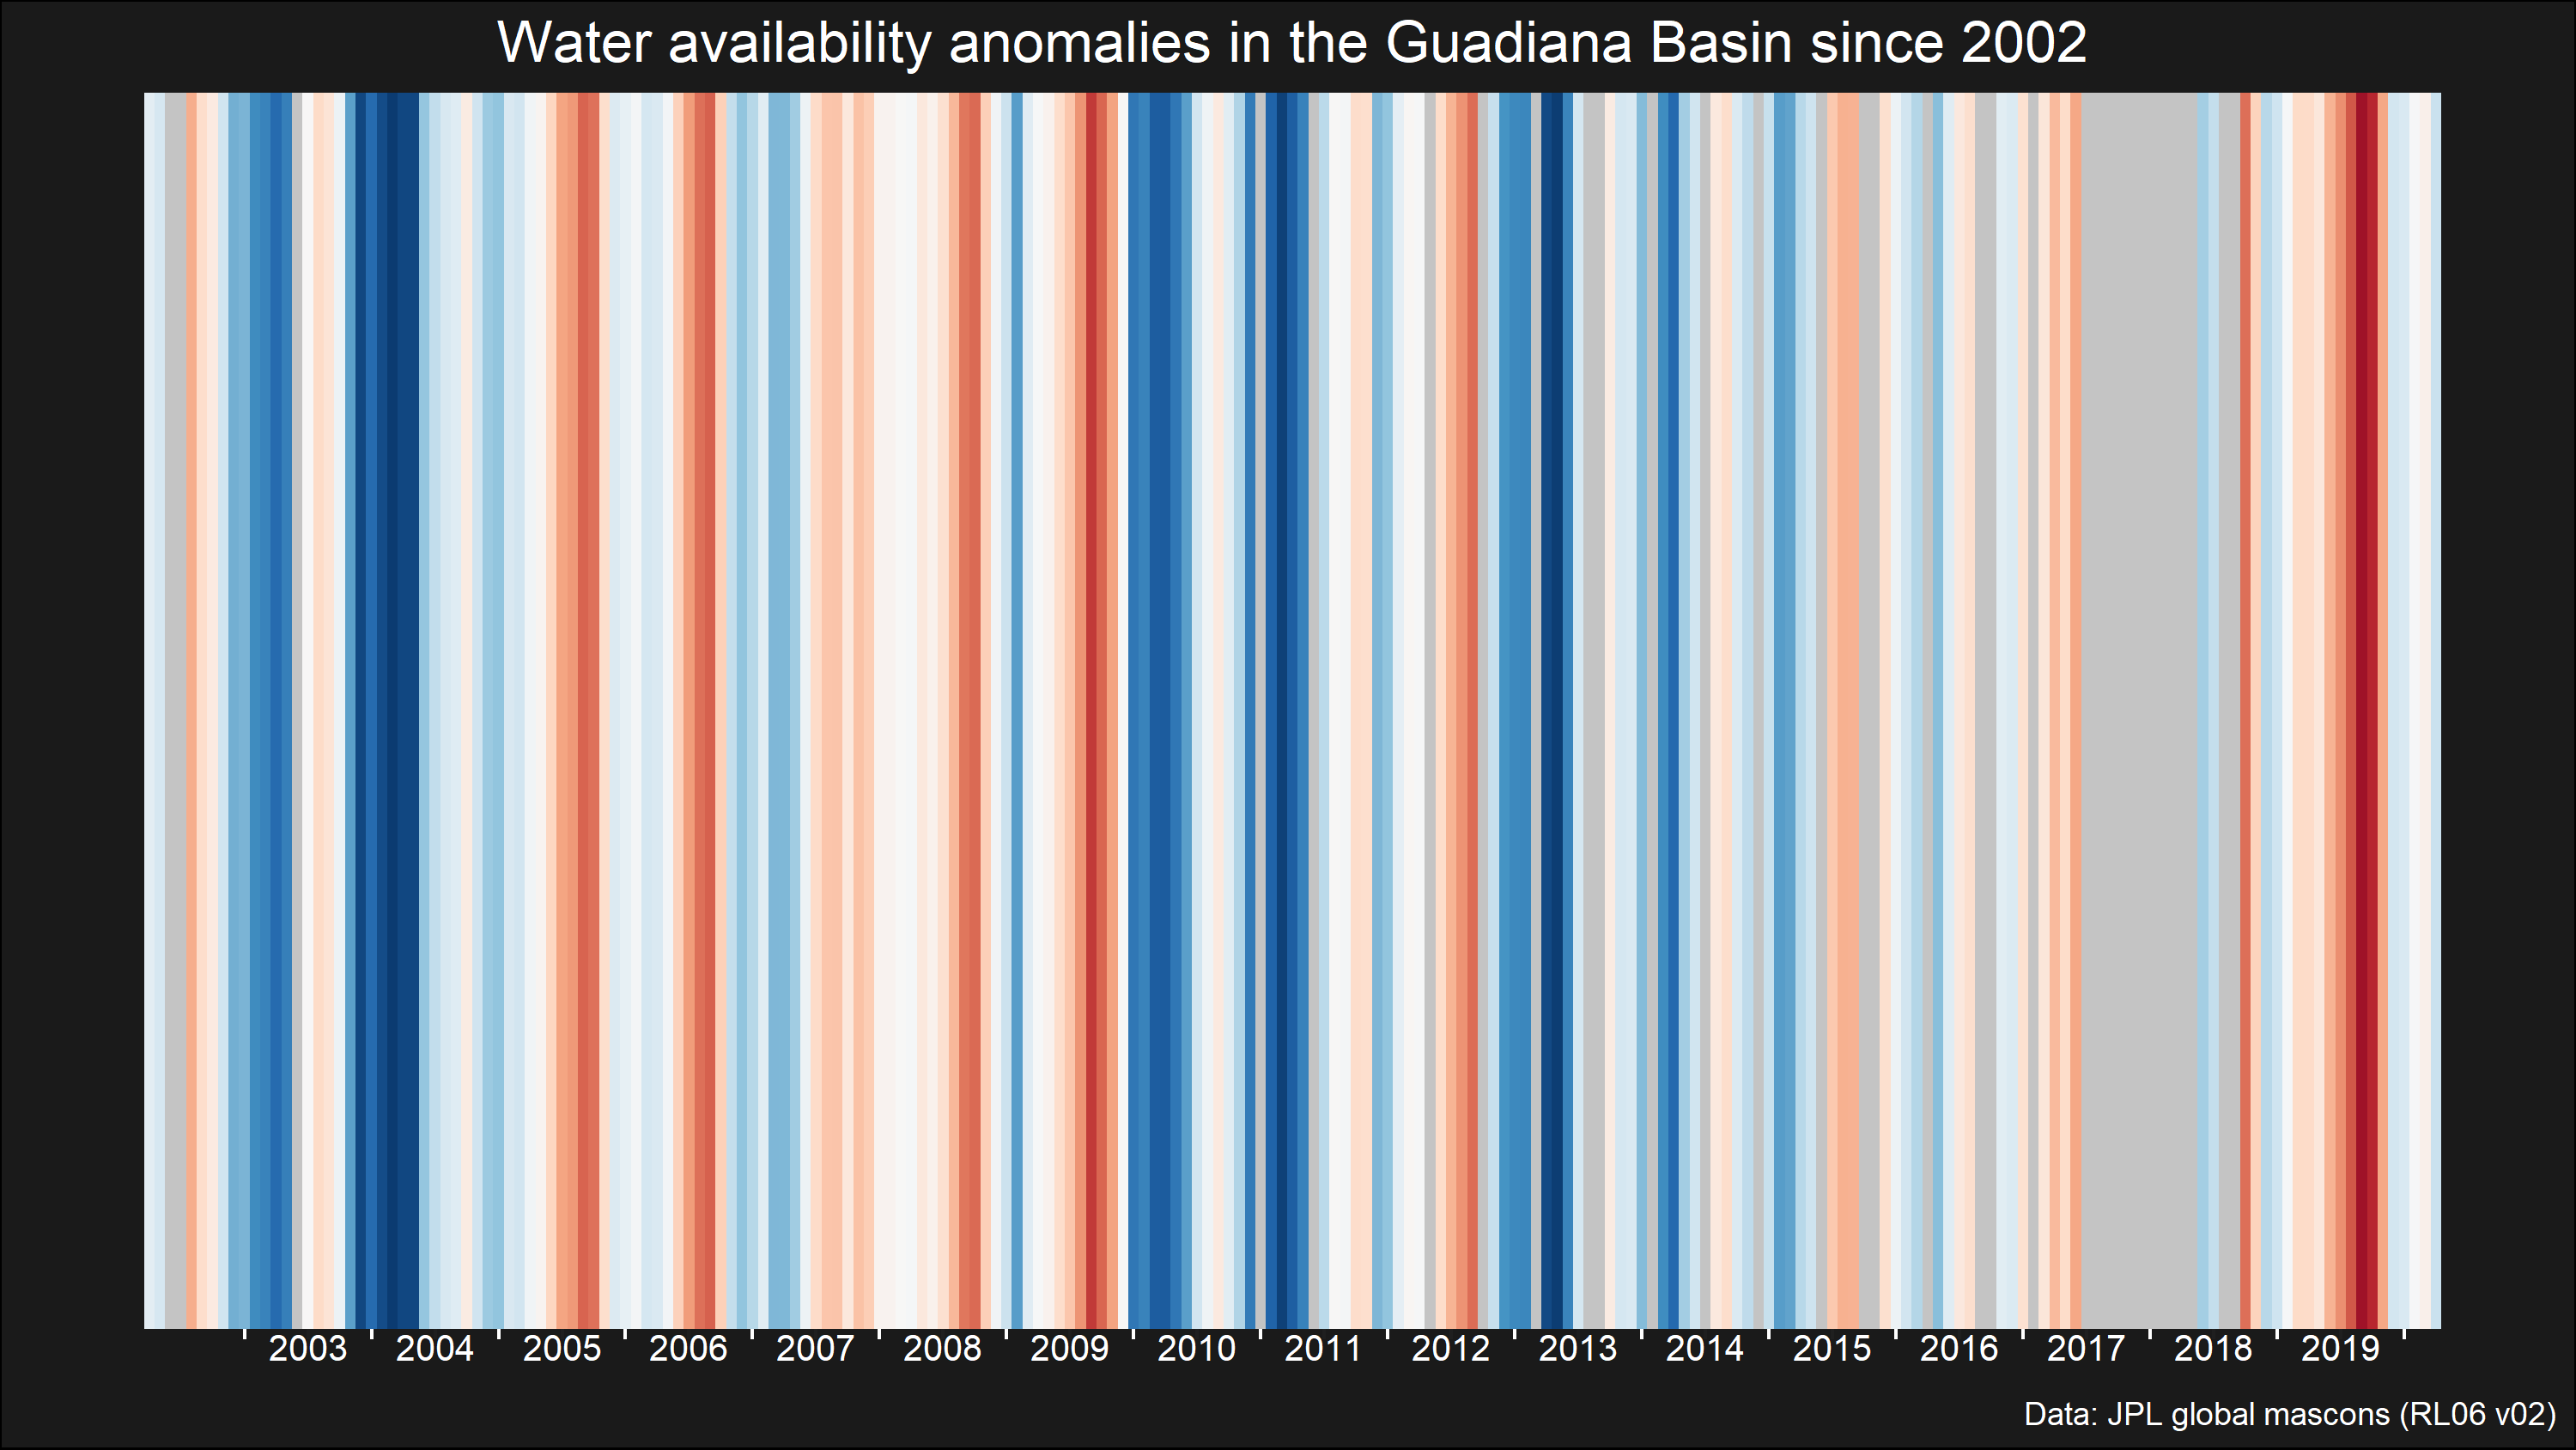 Water availability anomalies in the Guadiana Basin since 2002
2003 2004 2005 2006 2007 2008 2009 2010 2011 2012 2013 2014 2015 2016 2017 2018 2019
Data: JPL global mascons (RL06 v02)